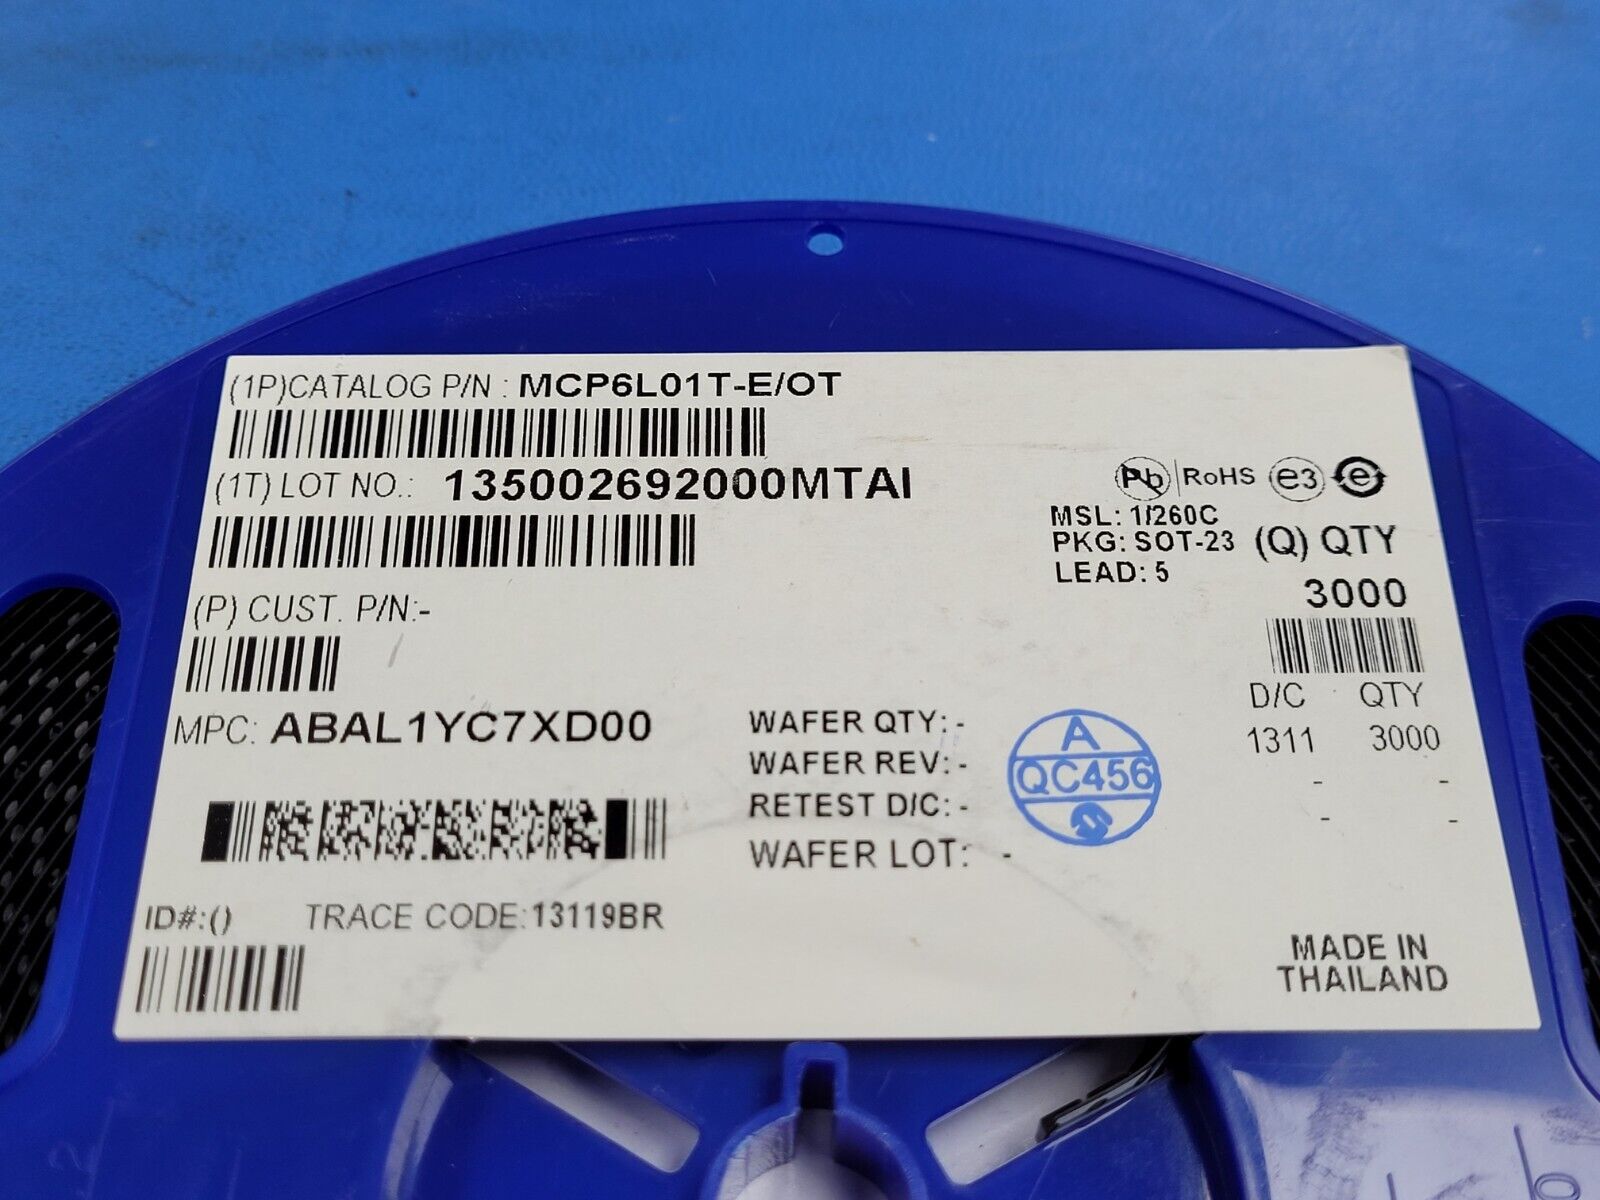 (1P)CATALOG P/N : MCP6L01T-E/OT
(1T) LOT NO.: 135002692000MTAI
Pb RoHS e3 e
MSL: 1/260C
PKG: SOT-23 (Q) QTY
LEAD: 5
3000
(P) CUST. P/N:-
D/C QTY
1311 3000
- -
- -
MPC: ABAL1YC7XD00
WAFER QTY: -
WAFER REV: -
RETEST D/C: -
WAFER LOT: -
A
QC456
ID#:() TRACE CODE:13119BR
MADE IN
THAILAND